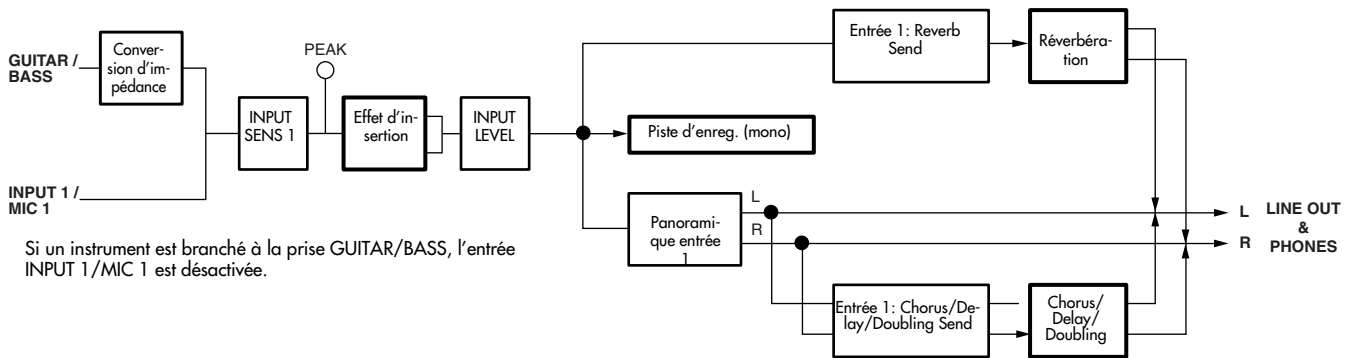 GUITAR /
BASS
Conver-
sion d'im-
pédance
PEAK
INPUT
SENS 1
Effet d'in-
sertion
INPUT
LEVEL
Entrée 1: Reverb
Send
Réverbéra-
tion
Piste d'enreg. (mono)
INPUT 1 /
MIC 1
Panorami-
que entrée
1
L
R
L
R
LINE OUT
&
PHONES
Si un instrument est branché à la prise GUITAR/BASS, l'entrée
INPUT 1/MIC 1 est désactivée.
Entrée 1: Chorus/De-
lay/Doubling Send
Chorus/
Delay/
Doubling